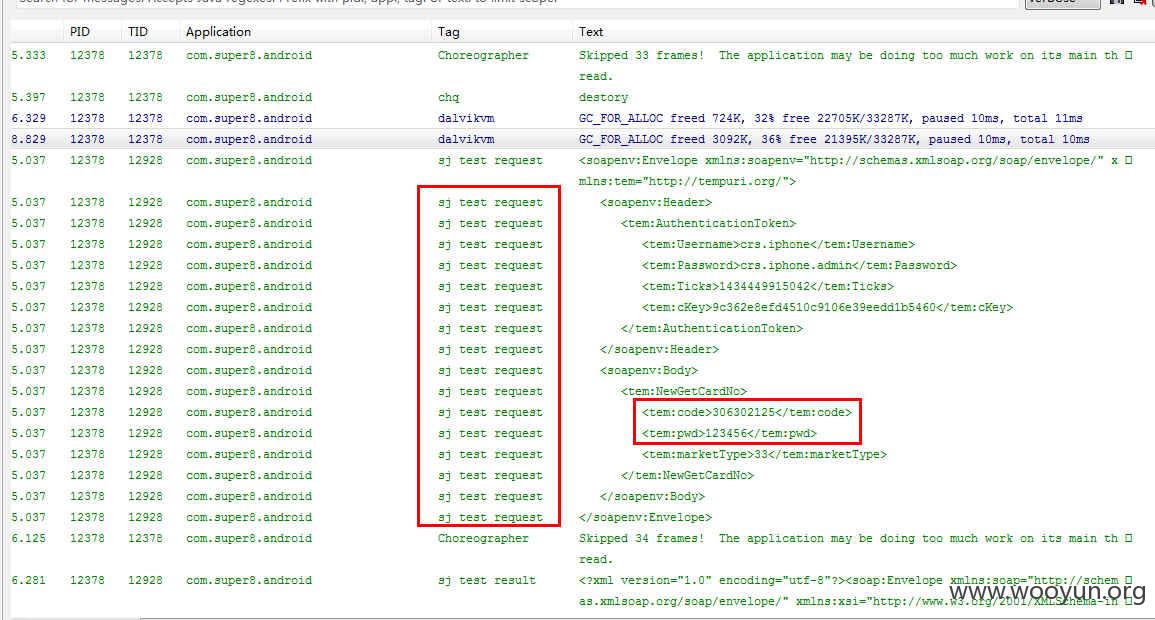 search for messages. Accepts Java regexes. Prefix with pid:, app:, tag: or text: to limit scope.
verbose
PID TID Application Tag Text
5.333 12378 12378 com.super8.android Choreographer Skipped 33 frames! The application may be doing too much work on its main th
read.
5.397 12378 12378 com.super8.android chq destory
6.329 12378 12378 com.super8.android dalvikvm GC_FOR_ALLOC freed 724K, 32% free 22705K/33287K, paused 10ms, total 11ms
8.829 12378 12378 com.super8.android dalvikvm GC_FOR_ALLOC freed 3092K, 36% free 21395K/33287K, paused 10ms, total 10ms
5.037 12378 12928 com.super8.android sj test request <soapenv:Envelope xmlns:soapenv="http://schemas.xmlsoap.org/soap/envelope/" x
mlns:tem="http://tempuri.org/">
5.037 12378 12928 com.super8.android sj test request <soapenv:Header>
5.037 12378 12928 com.super8.android sj test request <tem:AuthenticationToken>
5.037 12378 12928 com.super8.android sj test request <tem:Username>crs.iphone</tem:Username>
5.037 12378 12928 com.super8.android sj test request <tem:Password>crs.iphone.admin</tem:Password>
5.037 12378 12928 com.super8.android sj test request <tem:Ticks>1434449915042</tem:Ticks>
5.037 12378 12928 com.super8.android sj test request <tem:cKey>9c362e8efd4510c9106e39eedd1b5460</tem:cKey>
5.037 12378 12928 com.super8.android sj test request </tem:AuthenticationToken>
5.037 12378 12928 com.super8.android sj test request </soapenv:Header>
5.037 12378 12928 com.super8.android sj test request <soapenv:Body>
5.037 12378 12928 com.super8.android sj test request <tem:NewGetCardNo>
5.037 12378 12928 com.super8.android sj test request <tem:code>306302125</tem:code>
5.037 12378 12928 com.super8.android sj test request <tem:pwd>123456</tem:pwd>
5.037 12378 12928 com.super8.android sj test request <tem:marketType>33</tem:marketType>
5.037 12378 12928 com.super8.android sj test request </tem:NewGetCardNo>
5.037 12378 12928 com.super8.android sj test request </soapenv:Body>
5.037 12378 12928 com.super8.android sj test request </soapenv:Envelope>
6.125 12378 12378 com.super8.android Choreographer Skipped 34 frames! The application may be doing too much work on its main th
read.
6.281 12378 12928 com.super8.android sj test result <?xml version="1.0" encoding="utf-8"?><soap:Envelope xmlns:soap="http://schem
as.xmlsoap.org/soap/envelope/" xmlns:xsi="http://www.w3.org/2001/XMLSchema-in
www.wooyun.org